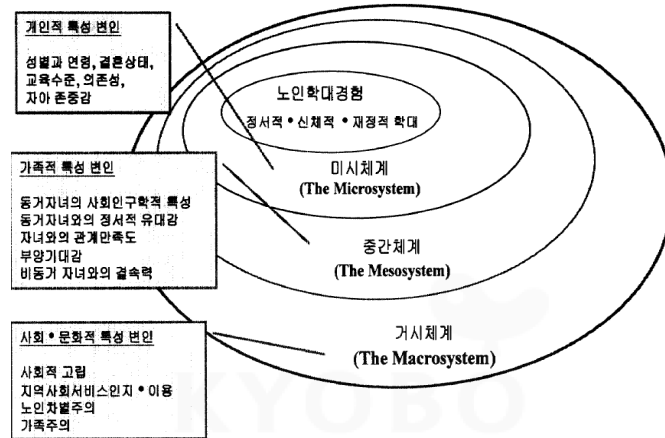 개인적 특성 변인
성별과 연령, 결혼상태,
교육수준, 의존성,
자아 존중감
노인학대경험
정서적 • 신체적 • 재정적 학대
미시체계
(The Microsystem)
가족적 특성 변인
동거자녀의 사회인구학적 특성
동거자녀와의 정서적 유대감
자녀와의 관계만족도
부양기대감
비동거 자녀와의 결속력
중간체계
(The Mesosystem)
사회 • 문화적 특성 변인
사회적 고립
지역사회서비스인지 • 이용
노인차별주의
가족주의
거시체계
(The Macrosystem)
KYOBO